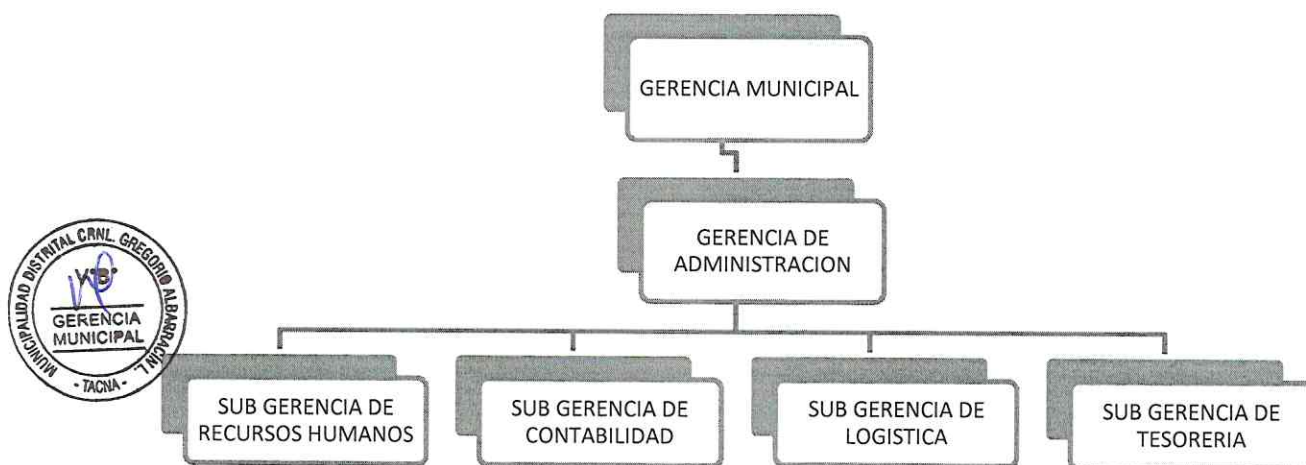 GERENCIA MUNICIPAL
GERENCIA DE
ADMINISTRACION
MUNICIPALIDAD DISTRITAL CRNL. GREGORIO ALBARRACIN L.
V°B°
GERENCIA
MUNICIPAL
- TACNA -
SUB GERENCIA DE
RECURSOS HUMANOS
SUB GERENCIA DE
CONTABILIDAD
SUB GERENCIA DE
LOGISTICA
SUB GERENCIA DE
TESORERIA